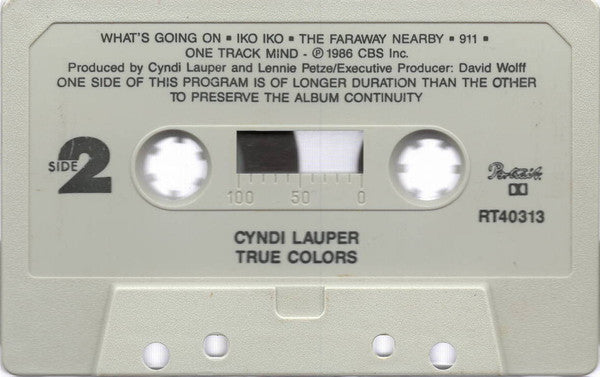 WHAT'S GOING ON ▪ IKO IKO ▪ THE FARAWAY NEARBY ▪ 911 ▪
ONE TRACK MIND - ℗ 1986 CBS Inc.
Produced by Cyndi Lauper and Lennie Petze/Executive Producer: David Wolff
ONE SIDE OF THIS PROGRAM IS OF LONGER DURATION THAN THE OTHER
TO PRESERVE THE ALBUM CONTINUITY
SIDE 2
Portrait
100 50 0
RT40313
CYNDI LAUPER
TRUE COLORS